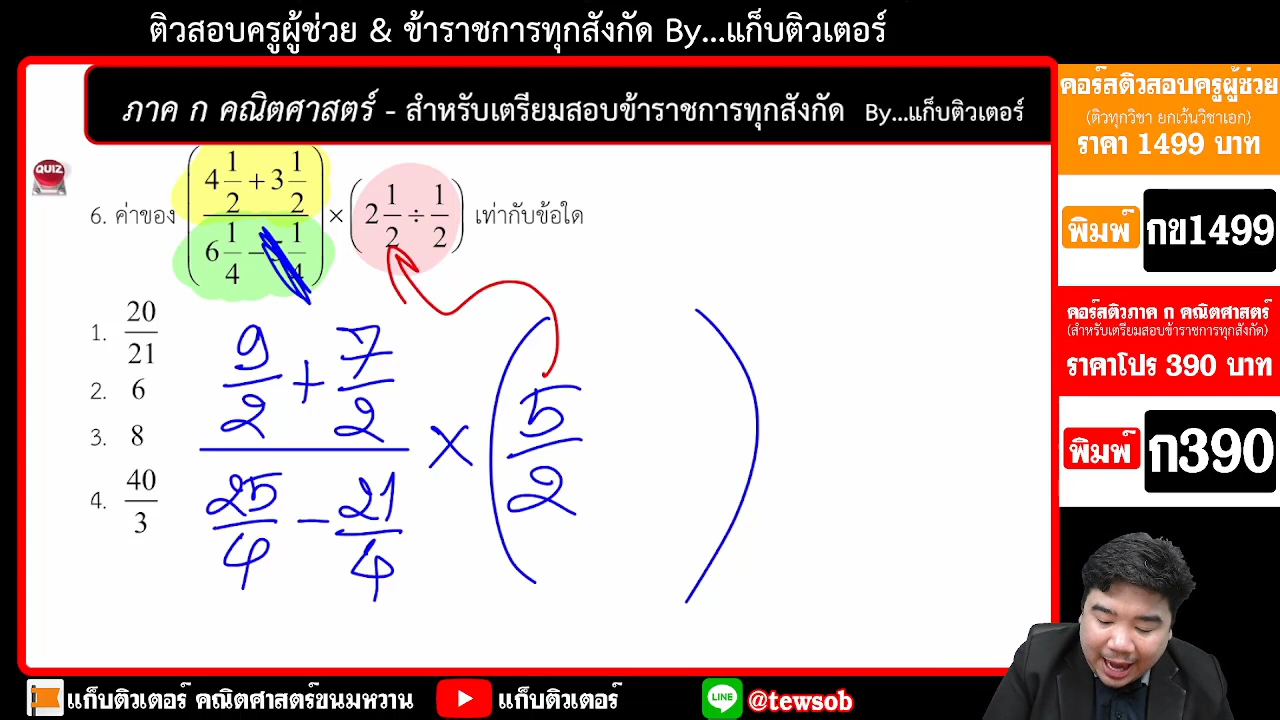 ติวสอบครูผู้ช่วย & ข้าราชการทุกสังกัด By...แก็บติวเตอร์
ภาค ก คณิตศาสตร์ - สำหรับเตรียมสอบข้าราชการทุกสังกัด By...แก็บติวเตอร์
คอร์สติวสอบครูผู้ช่วย
(ติวทุกวิชา ยกเว้นวิชาเอก)
ราคา 1499 บาท
พิมพ์ กข1499
คอร์สติวภาค ก คณิตศาสตร์
(สำหรับเตรียมสอบข้าราชการทุกสังกัด)
ราคาโปร 390 บาท
พิมพ์ ก390
QUIZ
6. ค่าของ ((4 1/2 + 3 1/2)/(6 1/4 − 5 1/4)) × (2 1/2 ÷ 1/2) เท่ากับข้อใด
1. 20/21
2. 6
3. 8
4. 40/3
(9/2 + 7/2)/(25/4 − 21/4) × (5/2 )
แก็บติวเตอร์ คณิตศาสตร์ขนมหวาน
แก็บติวเตอร์
LINE @tewsob